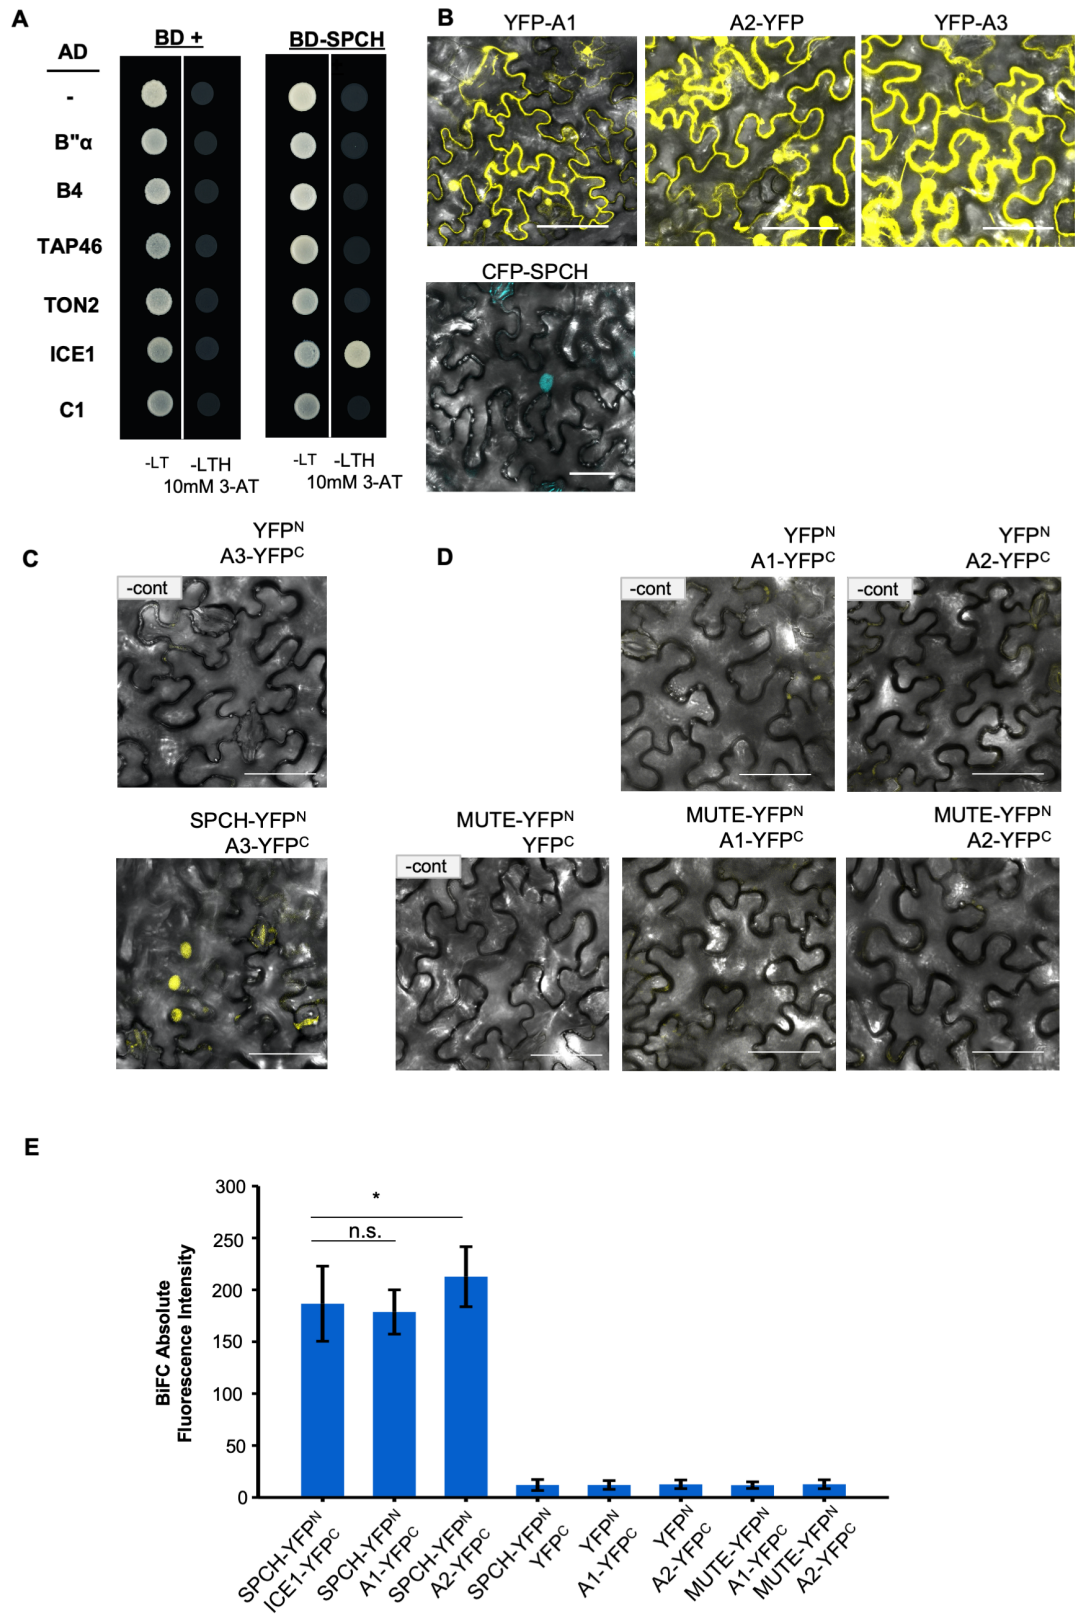 A
BD +
BD-SPCH
AD
-
B"α
B4
TAP46
TON2
ICE1
C1
-LT
-LTH
10mM 3-AT
-LT
-LTH
10mM 3-AT
B
YFP-A1
A2-YFP
YFP-A3
CFP-SPCH
C
YFPᴺ
A3-YFPᶜ
-cont
SPCH-YFPᴺ
A3-YFPᶜ
D
YFPᴺ
A1-YFPᶜ
-cont
YFPᴺ
A2-YFPᶜ
-cont
MUTE-YFPᴺ
YFPᶜ
-cont
MUTE-YFPᴺ
A1-YFPᶜ
MUTE-YFPᴺ
A2-YFPᶜ
E
BiFC Absolute
Fluorescence Intensity
300
250
200
150
100
50
0
*
n.s.
SPCH-YFPᴺ
ICE1-YFPᶜ
SPCH-YFPᴺ
A1-YFPᶜ
SPCH-YFPᴺ
A2-YFPᶜ
SPCH-YFPᴺ
YFPᶜ
YFPᴺ
A1-YFPᶜ
YFPᴺ
A2-YFPᶜ
MUTE-YFPᴺ
A1-YFPᶜ
MUTE-YFPᴺ
A2-YFPᶜ